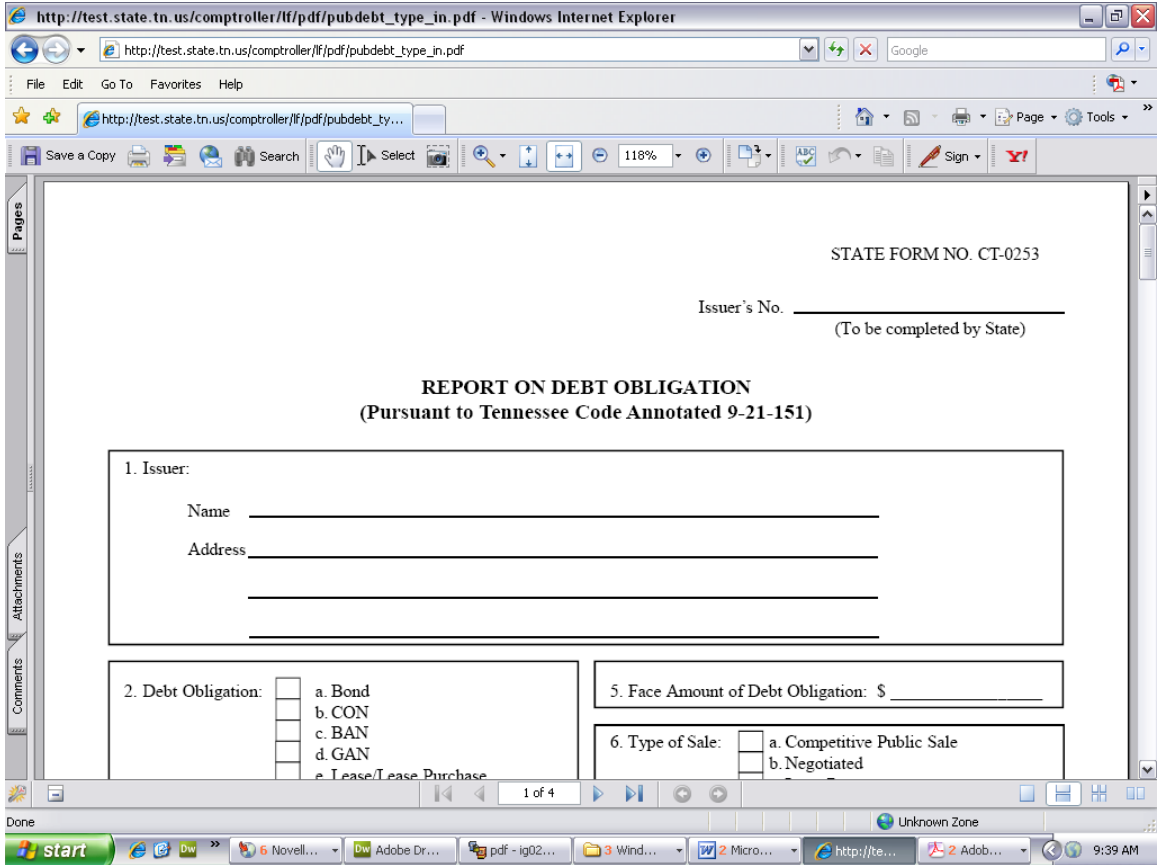 http://test.state.tn.us/comptroller/lf/pdf/pubdebt_type_in.pdf - Windows Internet Explorer
http://test.state.tn.us/comptroller/lf/pdf/pubdebt_type_in.pdf Google
File Edit Go To Favorites Help
http://test.state.tn.us/comptroller/lf/pdf/pubdebt_ty... Page Tools »
Save a Copy Search Select 118% ABC Sign Y!
Pages
Attachments
Comments
STATE FORM NO. CT-0253
Issuer's No.
(To be completed by State)
REPORT ON DEBT OBLIGATION
(Pursuant to Tennessee Code Annotated 9-21-151)
1. Issuer:
Name
Address
2. Debt Obligation: a. Bond
b. CON
c. BAN
d. GAN
e. Lease/Lease Purchase
5. Face Amount of Debt Obligation: $
6. Type of Sale: a. Competitive Public Sale
b. Negotiated
1 of 4
Done Unknown Zone
start Dw » 6 Novell... Dw Adobe Dr... pdf - ig02... 3 Wind... 2 Micro... http://te... 2 Adob... 9:39 AM